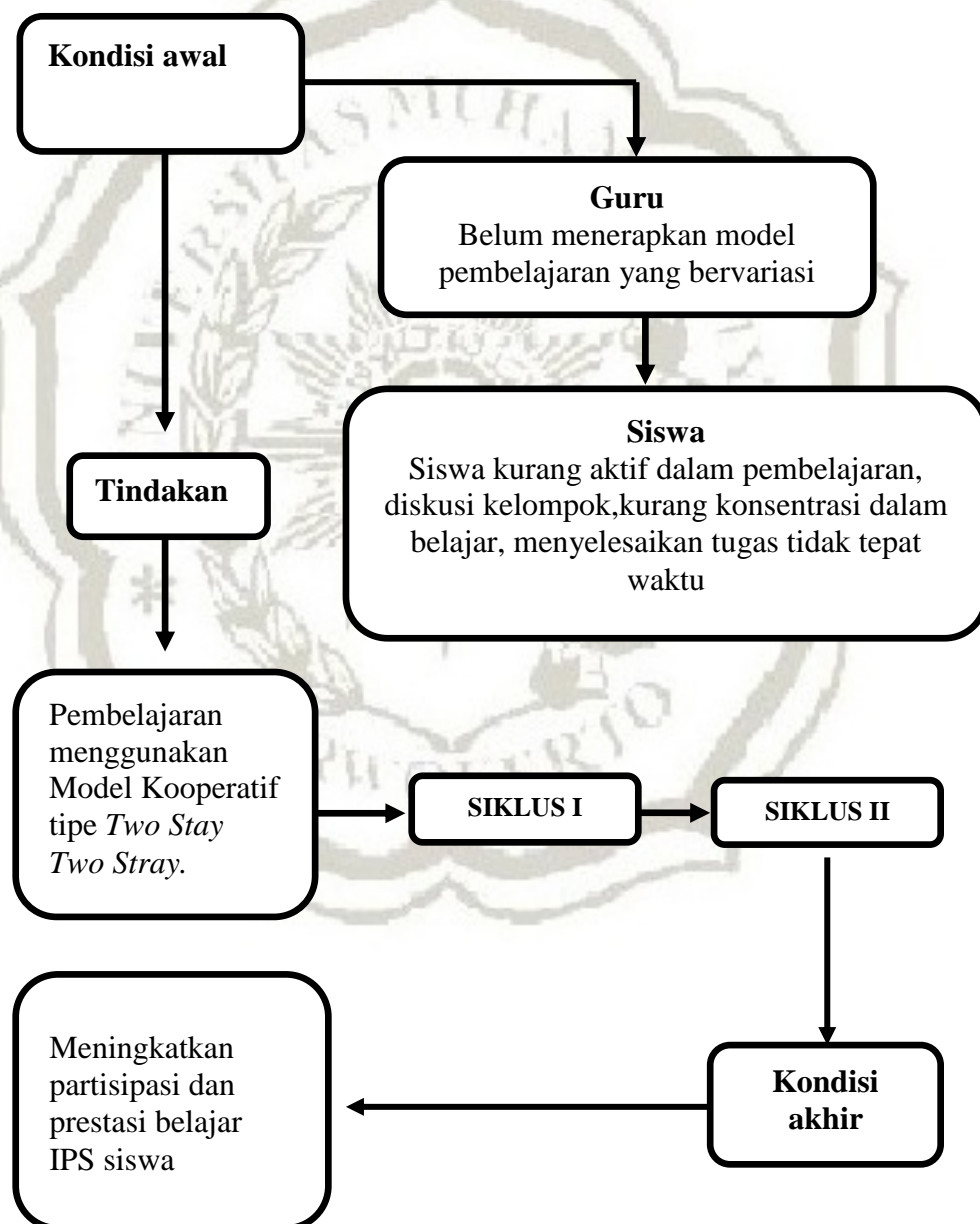 Kondisi awal
Guru
Belum menerapkan model
pembelajaran yang bervariasi
Siswa
Siswa kurang aktif dalam pembelajaran,
diskusi kelompok,kurang konsentrasi dalam
belajar, menyelesaikan tugas tidak tepat
waktu
Tindakan
Pembelajaran
menggunakan
Model Kooperatif
tipe Two Stay
Two Stray.
SIKLUS I
SIKLUS II
Kondisi
akhir
Meningkatkan
partisipasi dan
prestasi belajar
IPS siswa